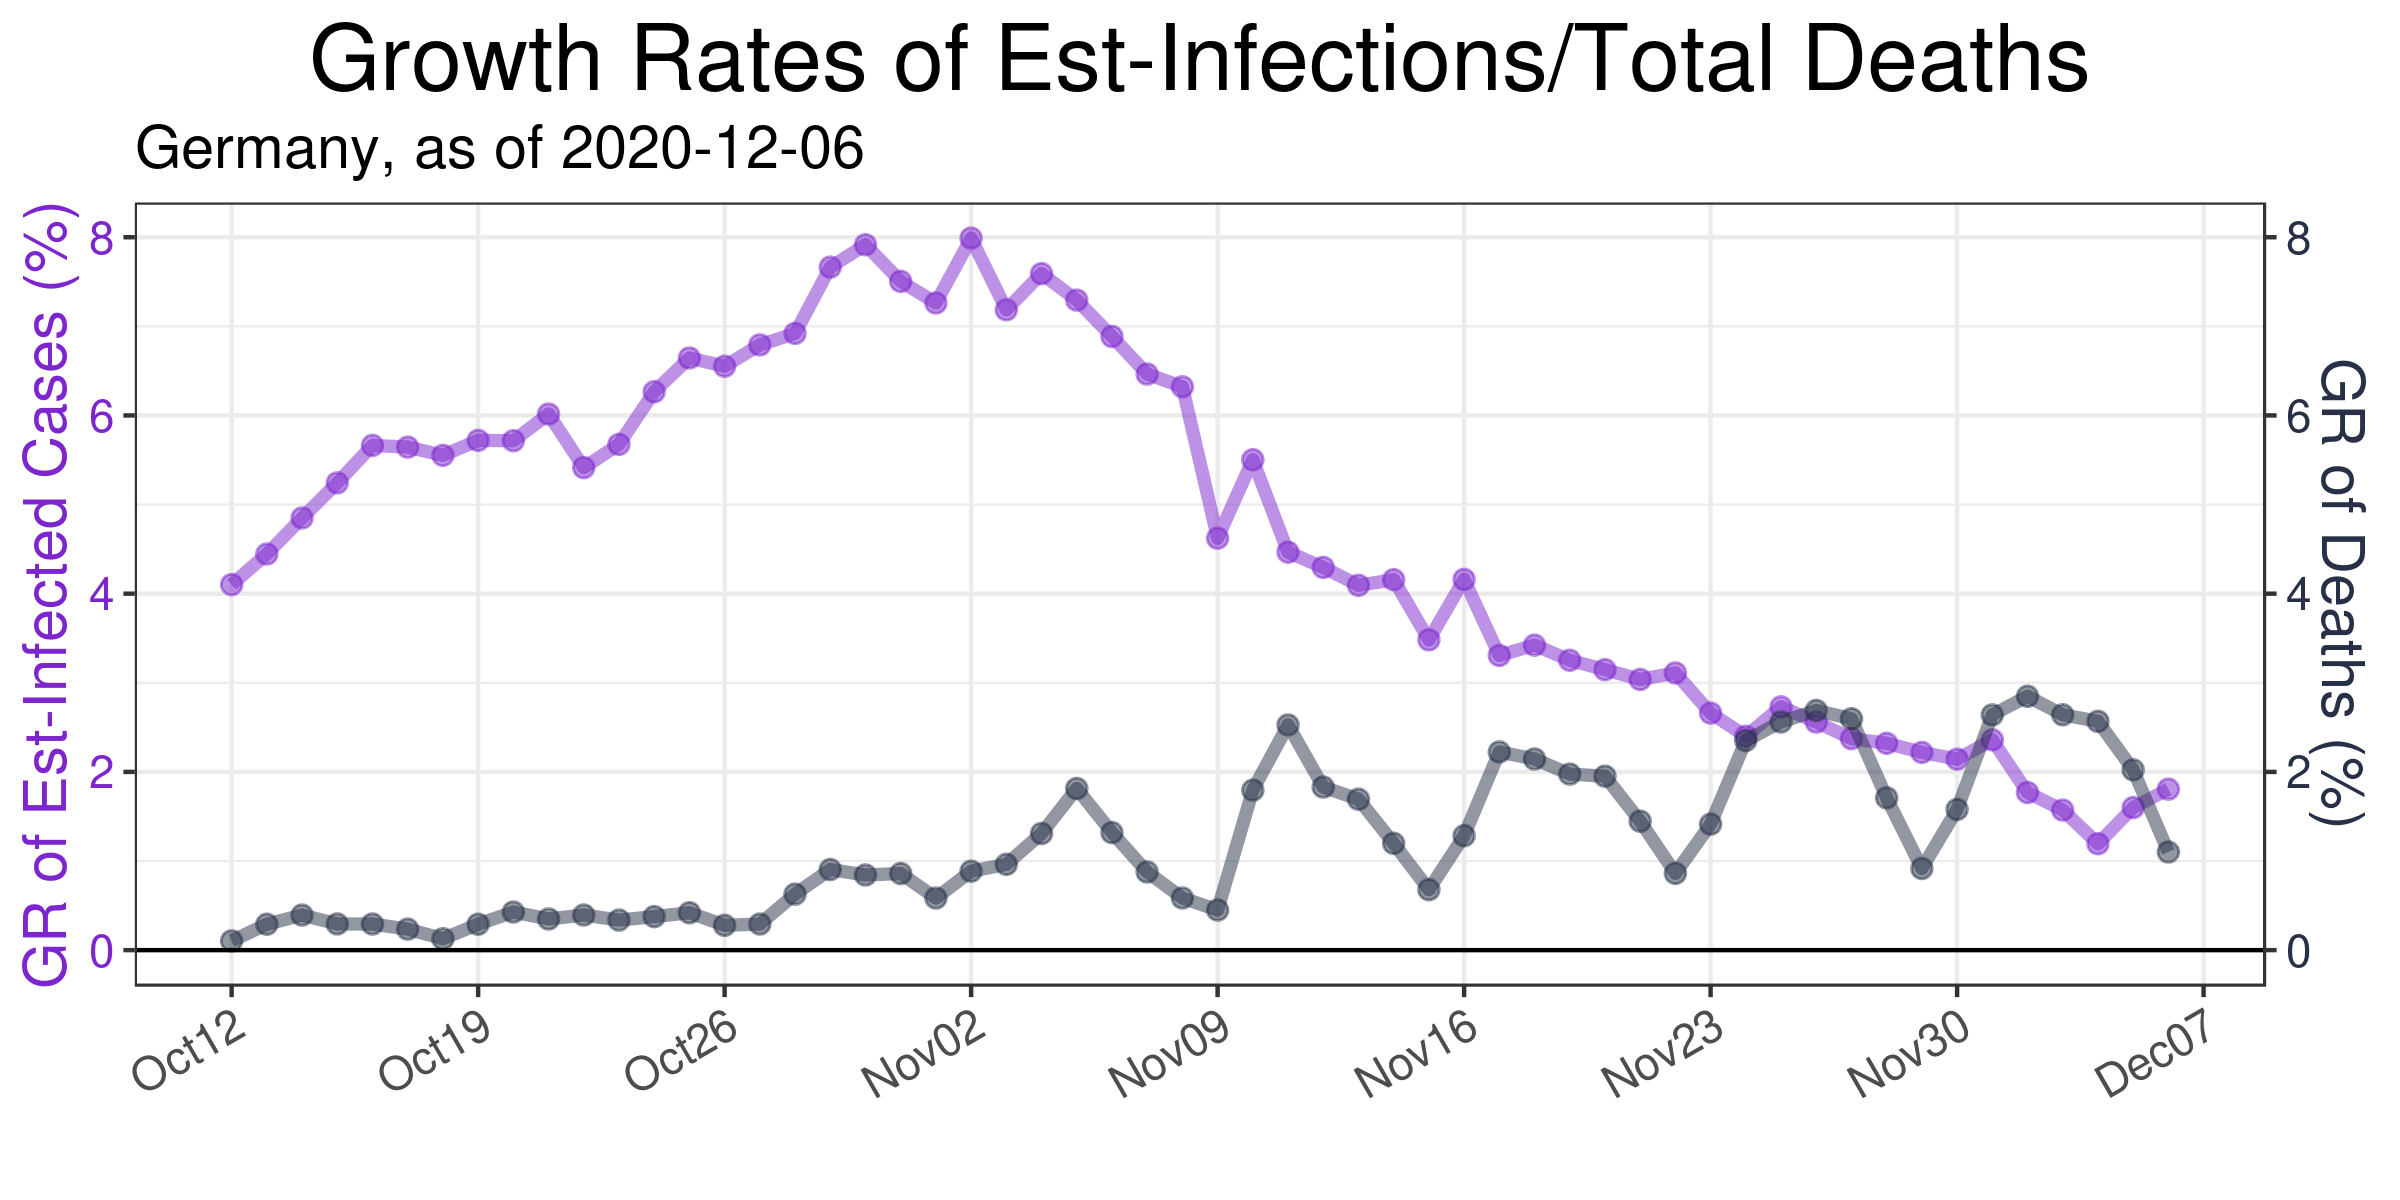 Growth Rates of Est-Infections/Total Deaths
Germany, as of 2020-12-06
GR of Est-Infected Cases (%)
8
6
4
2
0
8
6
4
2
0
GR of Deaths (%)
Oct12
Oct19
Oct26
Nov02
Nov09
Nov16
Nov23
Nov30
Dec07